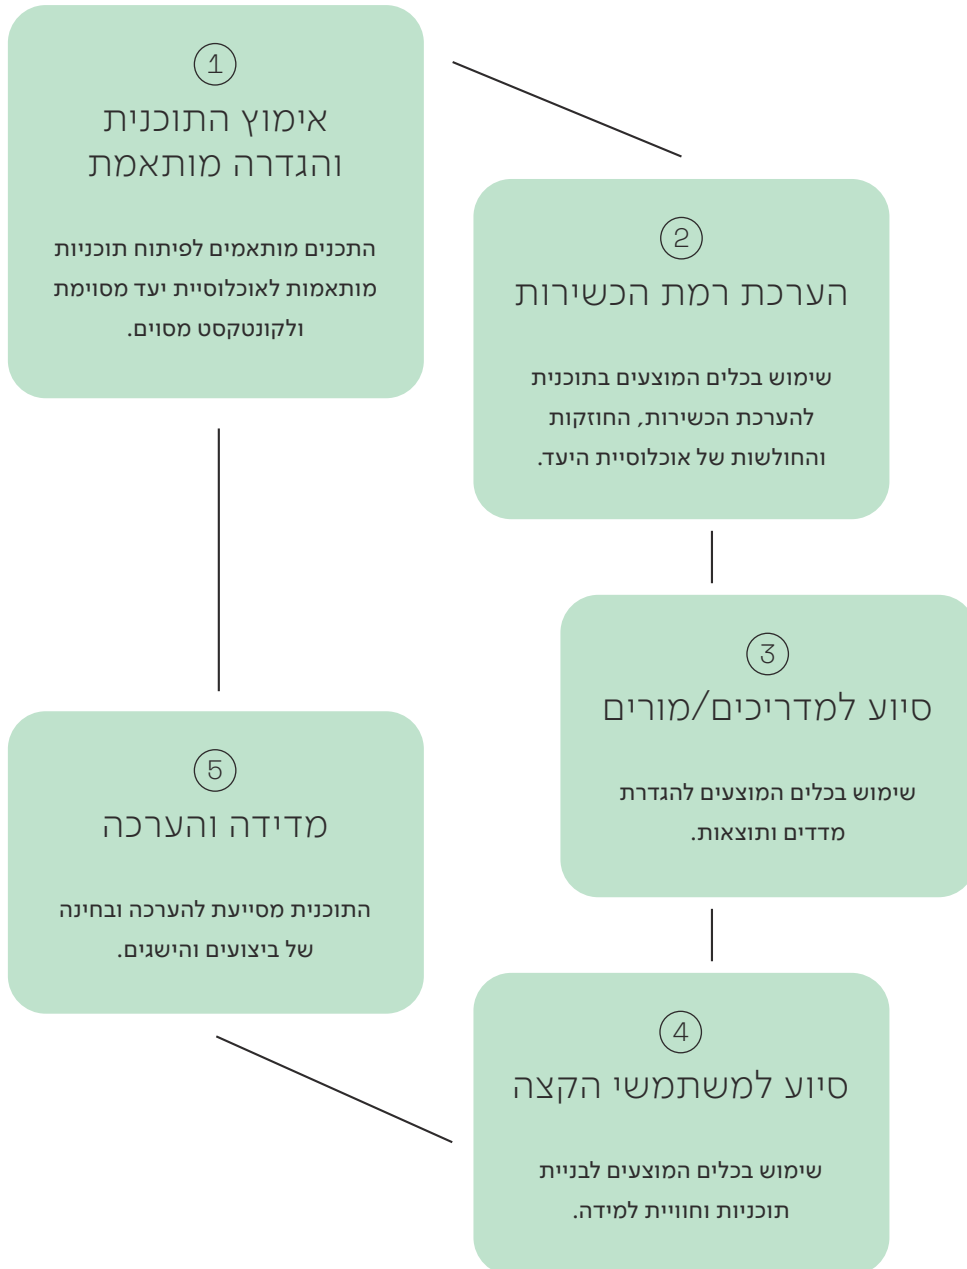 1
אימוץ התוכנית
והגדרה מותאמת
התכנים מותאמים לפיתוח תוכניות
מותאמות לאוכלוסיית יעד מסוימת
ולקונטקסט מסוים.
2
הערכת רמת הכשירות
שימוש בכלים המוצעים בתוכנית
להערכת הכשירות, החוזקות
והחולשות של אוכלוסיית היעד.
3
סיוע למדריכים/מורים
שימוש בכלים המוצעים להגדרת
מדדים ותוצאות.
4
סיוע למשתמשי הקצה
שימוש בכלים המוצעים לבניית
תוכניות וחוויית למידה.
5
מדידה והערכה
התוכנית מסייעת להערכה ובחינה
של ביצועים והישגים.